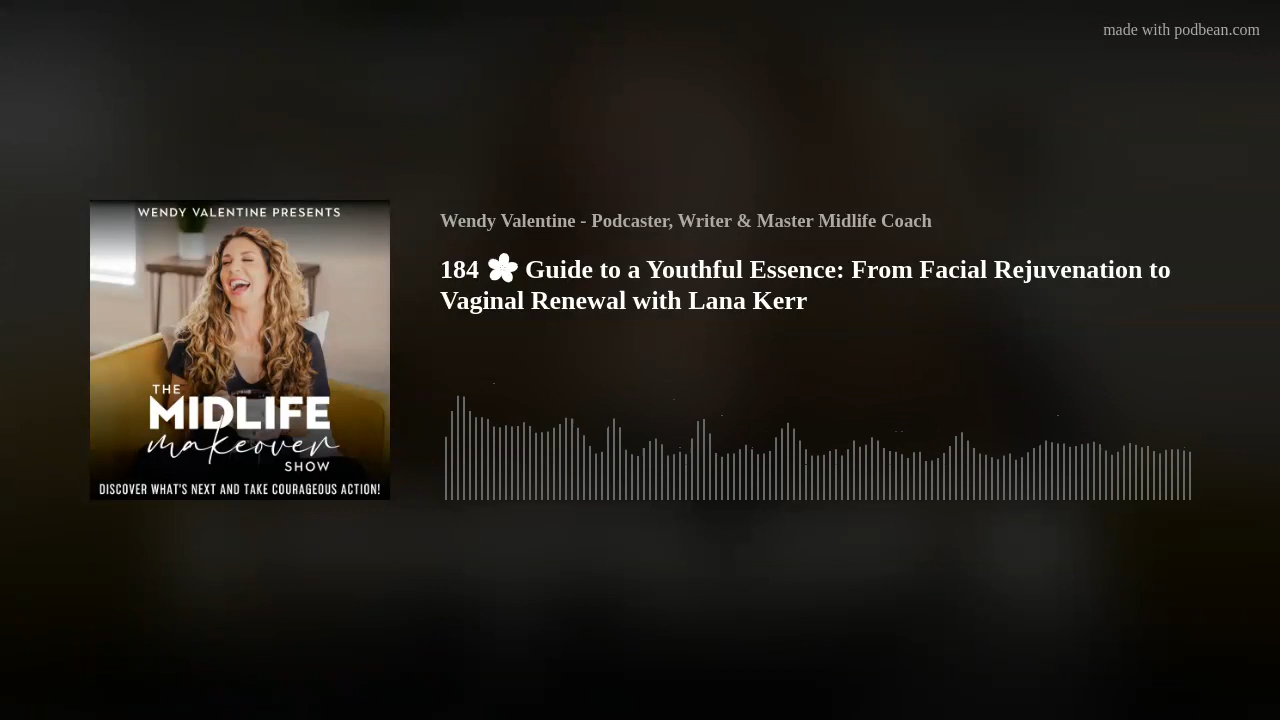 made with podbean.com
WENDY VALENTINE PRESENTS
THE
MIDLIFE
makeover
SHOW
DISCOVER WHAT'S NEXT AND TAKE COURAGEOUS ACTION!
Wendy Valentine - Podcaster, Writer & Master Midlife Coach
184 Guide to a Youthful Essence: From Facial Rejuvenation to
Vaginal Renewal with Lana Kerr